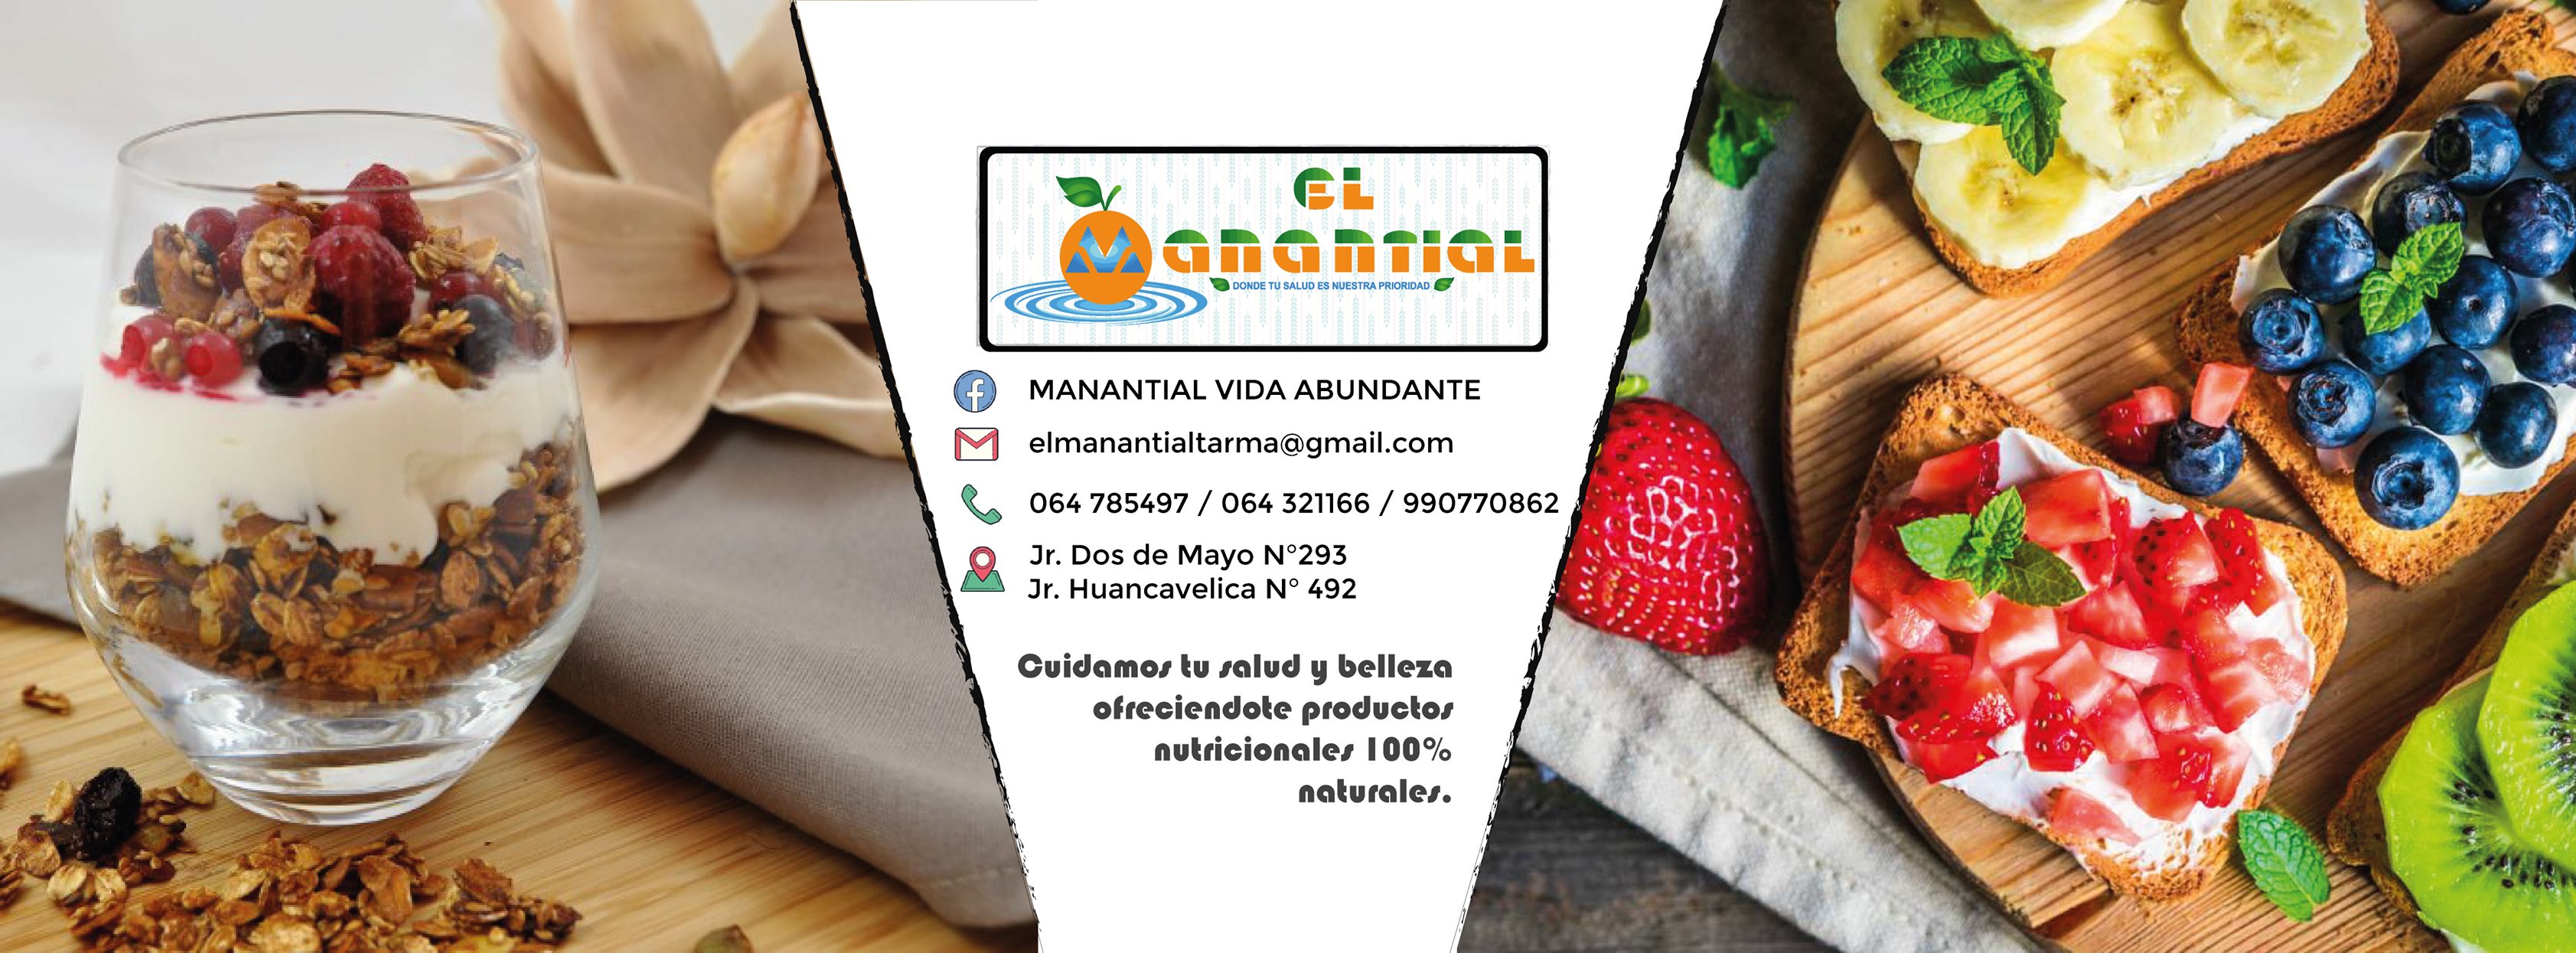 EL
MANANTIAL
DONDE TU SALUD ES NUESTRA PRIORIDAD
MANANTIAL VIDA ABUNDANTE
elmanantialtarma@gmail.com
064 785497 / 064 321166 / 990770862
Jr. Dos de Mayo N°293
Jr. Huancavelica N° 492
Cuidamos tu salud y belleza
ofreciendote productos
nutricionales 100%
naturales.